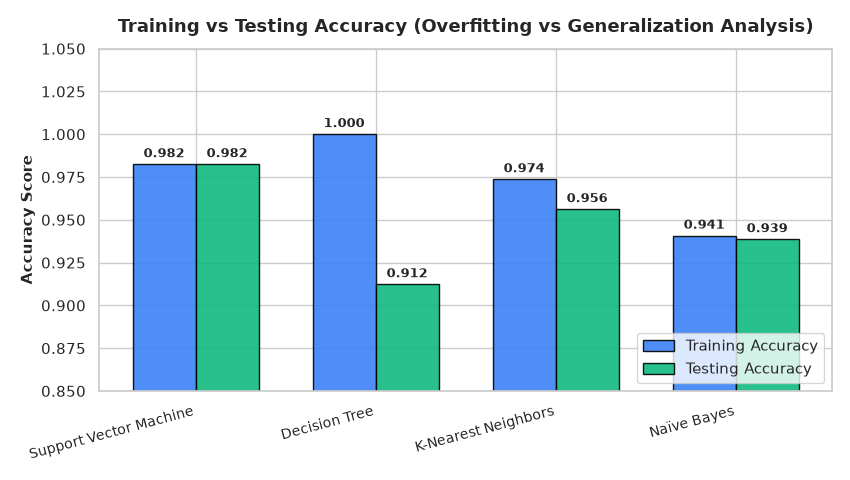 Training vs Testing Accuracy (Overfitting vs Generalization Analysis)
Accuracy Score
1.050
1.025
1.000
0.975
0.950
0.925
0.900
0.875
0.850
0.982
0.982
1.000
0.912
0.974
0.956
0.941
0.939
Training Accuracy
Testing Accuracy
Support Vector Machine
Decision Tree
K-Nearest Neighbors
Naïve Bayes